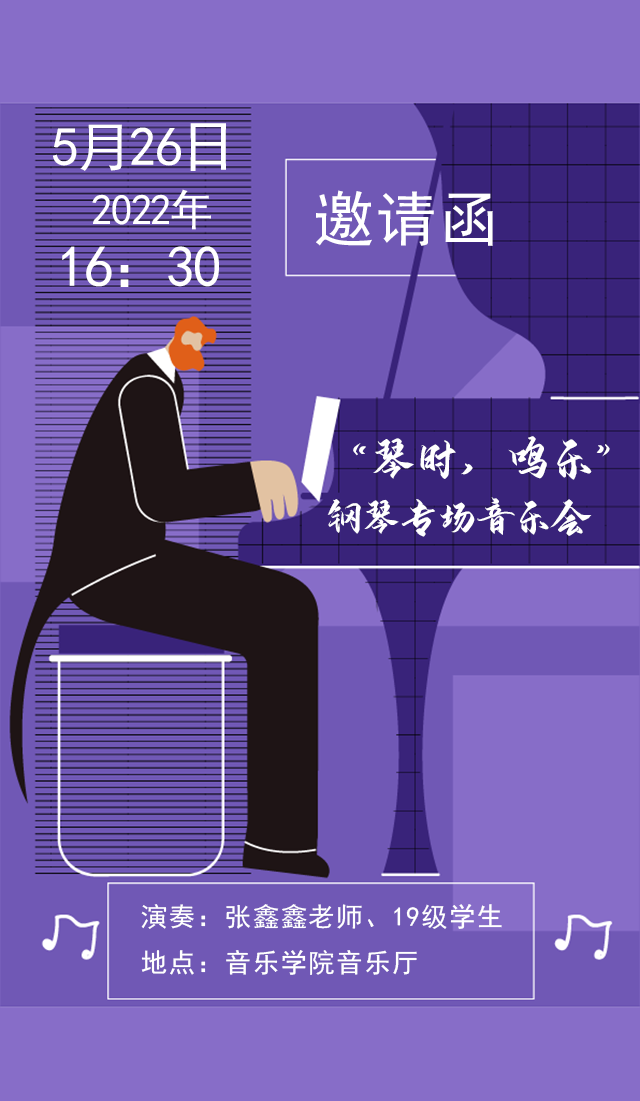 5月26日
2022年
16：30
邀请函
“琴时，鸣乐”
钢琴专场音乐会
演奏：张鑫鑫老师、19级学生
地点：音乐学院音乐厅